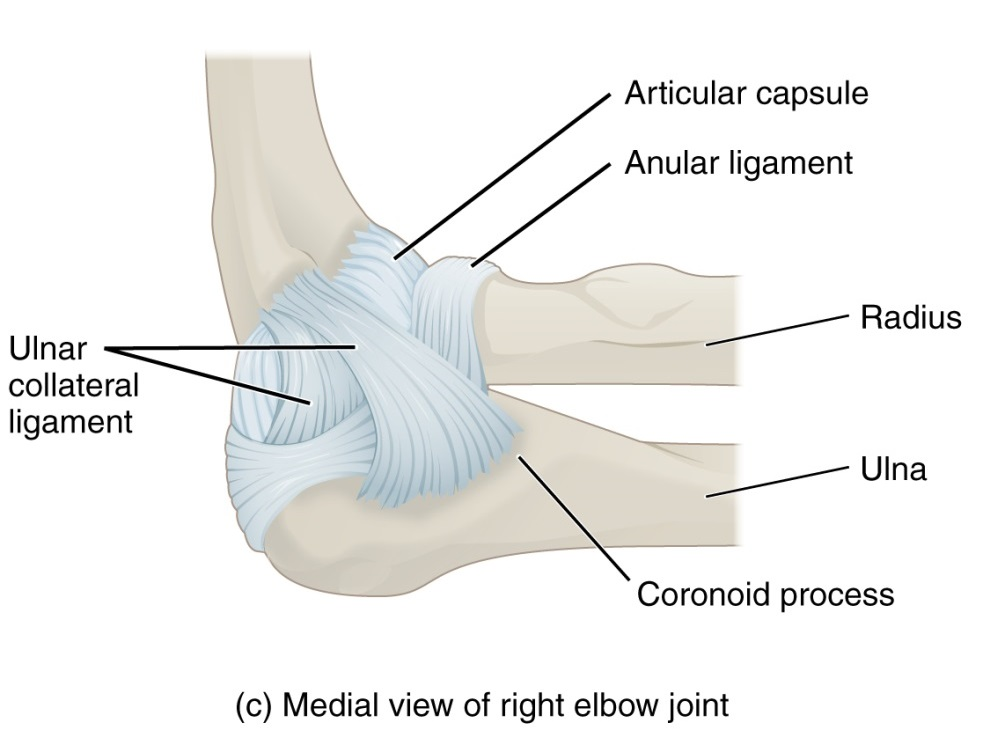 Articular capsule
Anular ligament
Radius
Ulnar
collateral
ligament
Ulna
Coronoid process
(c) Medial view of right elbow joint